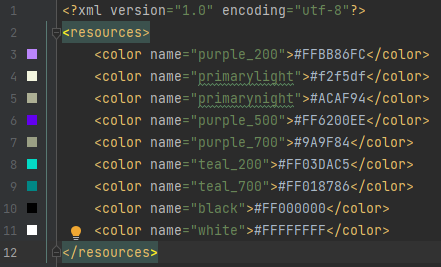 1 <?xml version="1.0" encoding="utf-8"?>
2 <resources>
3 <color name="purple_200">#FFBB86FC</color>
4 <color name="primarylight">#f2f5df</color>
5 <color name="primarynight">#ACAF94</color>
6 <color name="purple_500">#FF6200EE</color>
7 <color name="purple_700">#9A9F84</color>
8 <color name="teal_200">#FF03DAC5</color>
9 <color name="teal_700">#FF018786</color>
10 <color name="black">#FF000000</color>
11 <color name="white">#FFFFFFFF</color>
12 </resources>